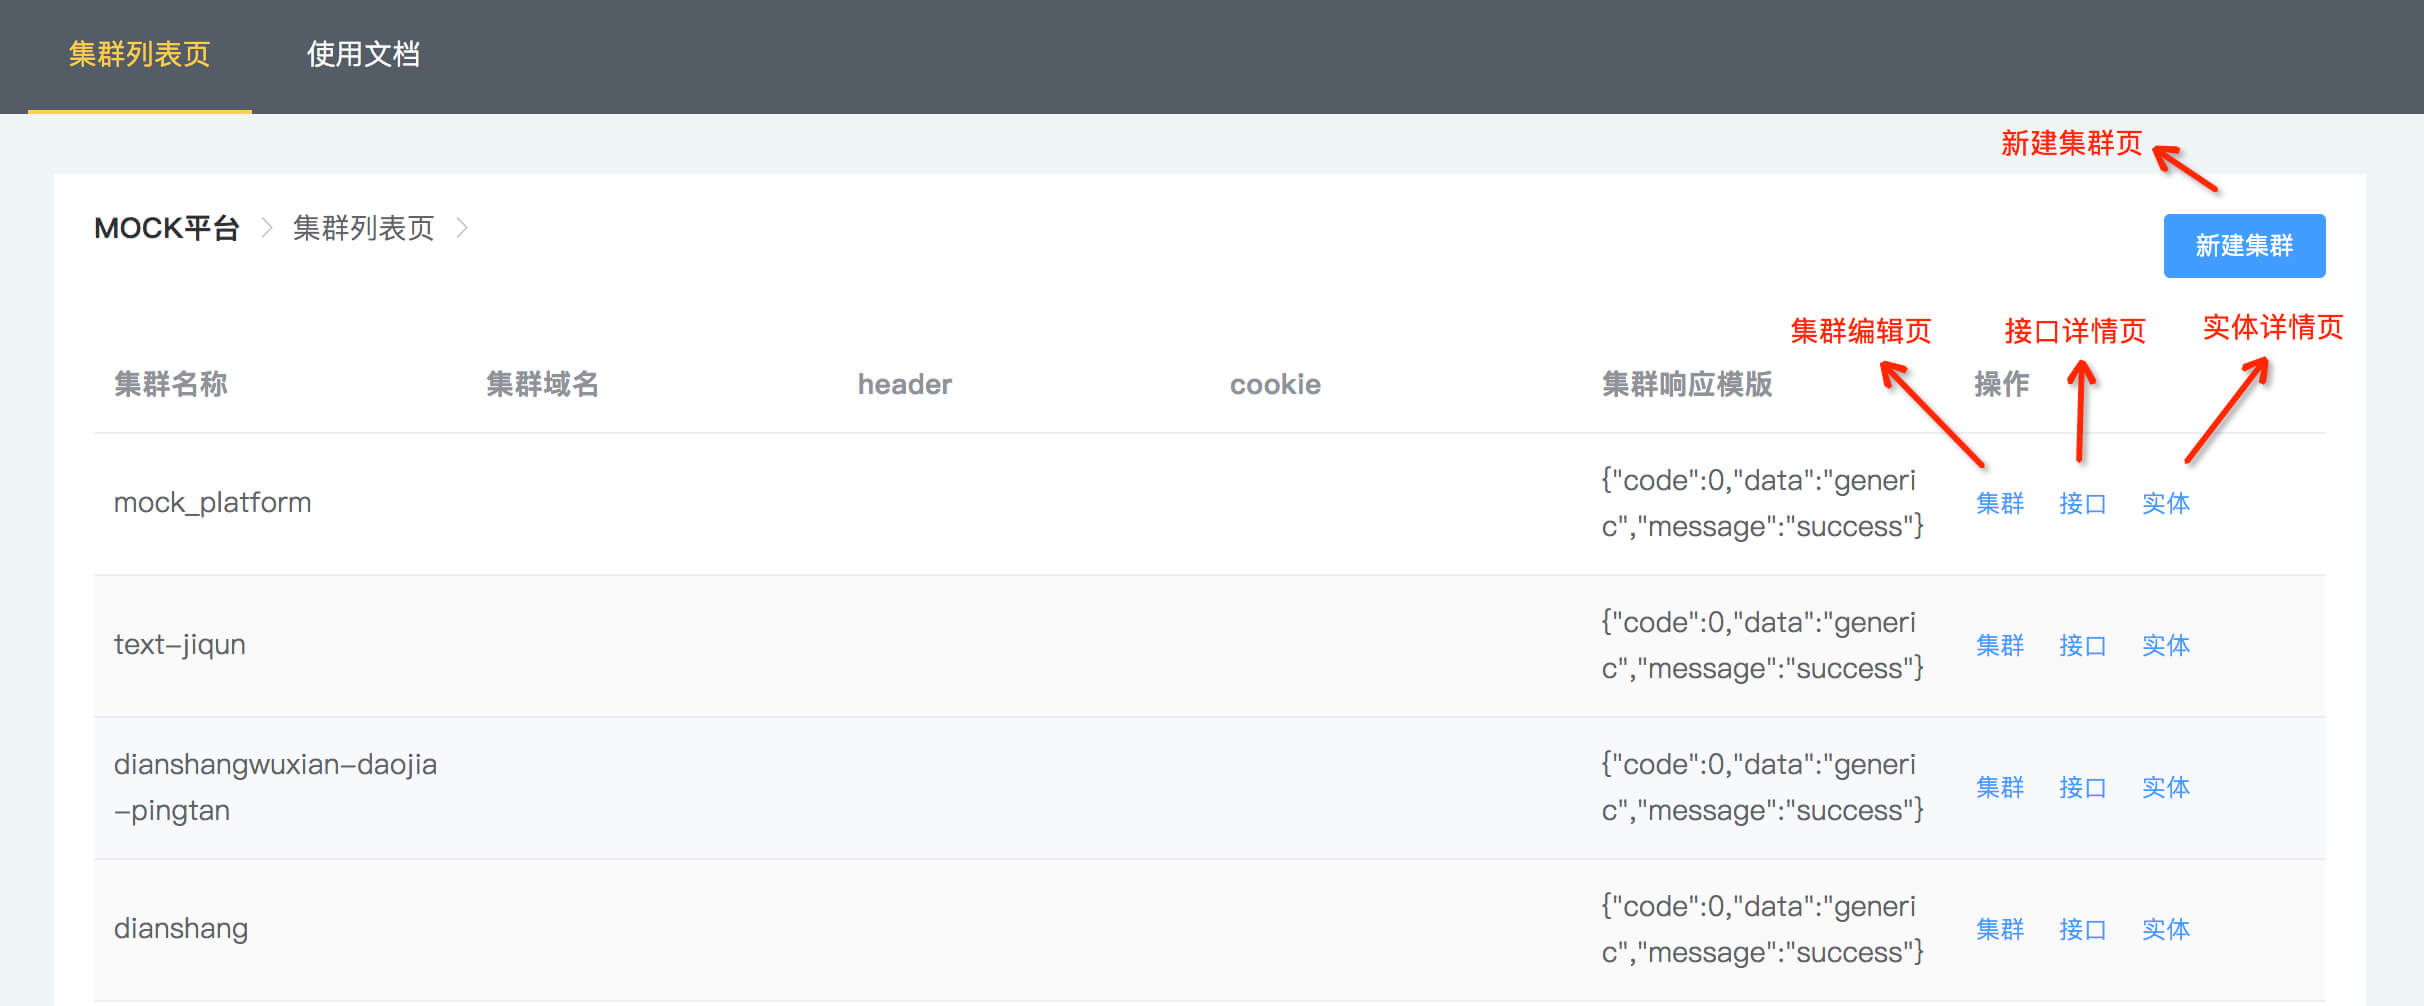 集群列表页 使用文档
新建集群页
MOCK平台 集群列表页
新建集群
集群编辑页 接口详情页 实体详情页
集群名称 集群域名 header cookie 集群响应模版 操作
mock_platform
{"code":0,"data":"generi
c","message":"success"}
集群 接口 实体
text-jiqun
{"code":0,"data":"generi
c","message":"success"}
集群 接口 实体
dianshangwuxian-daojia
-pingtan
{"code":0,"data":"generi
c","message":"success"}
集群 接口 实体
dianshang
{"code":0,"data":"generi
c","message":"success"}
集群 接口 实体